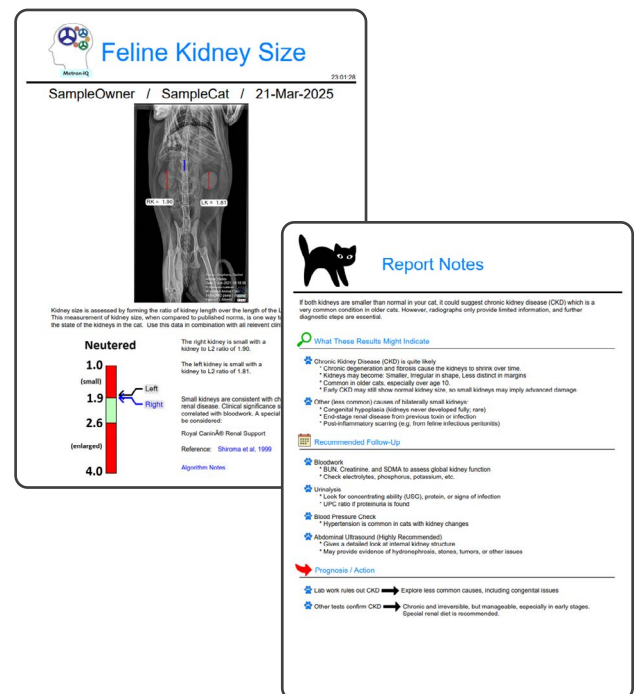 Metron-IQ
Feline Kidney Size
23:01:28
SampleOwner / SampleCat / 21-Mar-2025
RK = 1.90
LK = 1.81
Kidney size is assessed by forming the ratio of kidney length over the length of the L
This measurement of kidney size, when compared to published norms, is one way t
the state of the kidneys in the cat. Use this data in combination with all relevent clin
Neutered
1.0
(small)
1.9
2.6
(enlarged)
4.0
Left
Right
The right kidney is small with a
kidney to L2 ratio of 1.90.
The left kidney is small with a
kidney to L2 ratio of 1.81.
Small kidneys are consistent with ch
renal disease. Clinical significance s
correlated with bloodwork. A special
be considered:
Royal CaninÂ® Renal Support
Reference: Shiroma et al, 1999
Algorithm Notes
Report Notes
If both kidneys are smaller than normal in your cat, it could suggest chronic kidney disease (CKD) which is a
very common condition in older cats. However, radiographs only provide limited information, and further
diagnostic steps are essential.
What These Results Might Indicate
Chronic Kidney Disease (CKD) is quite likely
* Chronic degeneration and fibrosis cause the kidneys to shrink over time.
* Kidneys may become: Smaller, Irregular in shape, Less distinct in margins
* Common in older cats, especially over age 10.
* Early CKD may still show normal kidney size, so small kidneys may imply advanced damage
Other (less common) causes of bilaterally small kidneys:
* Congenital hypoplasia (kidneys never developed fully; rare)
* End-stage renal disease from previous toxin or infection
* Post-inflammatory scarring (e.g. from feline infectious peritonitis)
Recommended Follow-Up
Bloodwork
* BUN, Creatinine, and SDMA to assess global kidney function
* Check electrolytes, phosphorus, potassium, etc.
Urinalysis
* Look for concentrating ability (USG), protein, or signs of infection
* UPC ratio if proteinuria is found
Blood Pressure Check
* Hypertension is common in cats with kidney changes
Abdominal Ultrasound (Highly Recommended)
* Gives a detailed look at internal kidney structure
* May provide evidence of hydronephrosis, stones, tumors, or other issues
Prognosis / Action
Lab work rules out CKD Explore less common causes, including congenital issues
Other tests confirm CKD Chronic and irreversible, but manageable, especially in early stages.
Special renal diet is recommended.